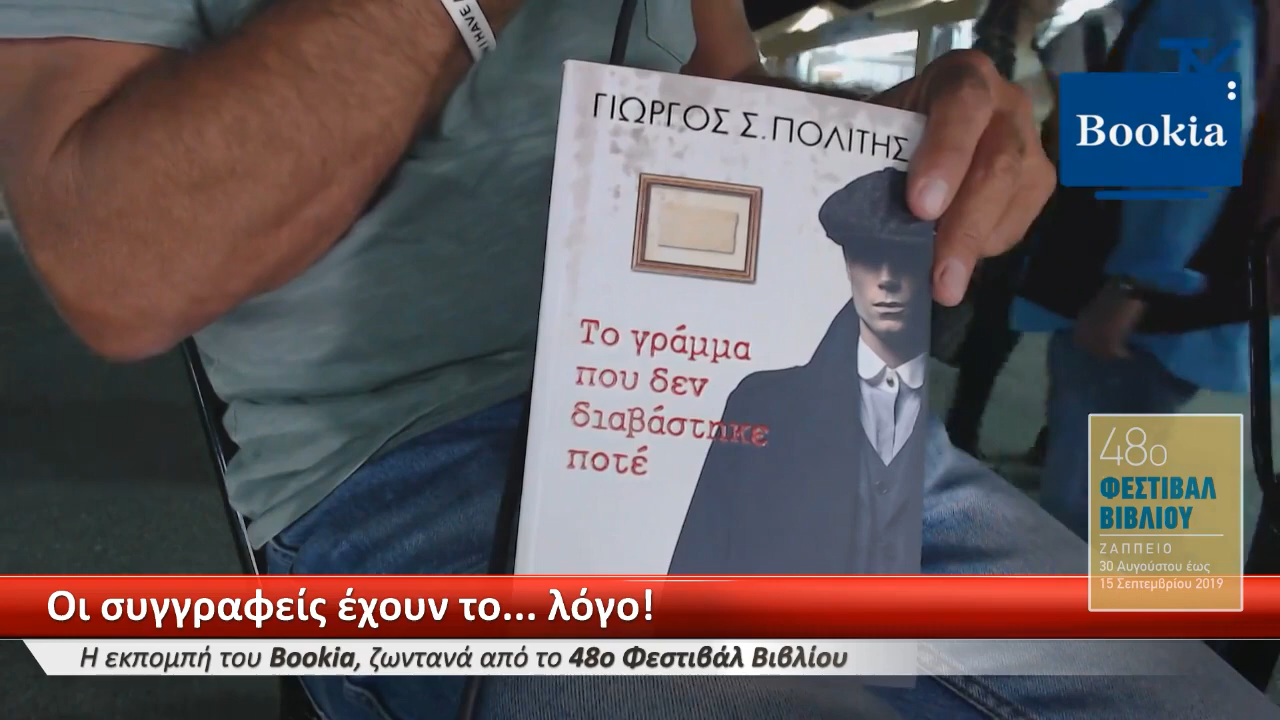 ΓΙΩΡΓΟΣ Σ. ΠΟΛΙΤΗΣ
Το γράμμα
που δεν
διαβάστηκε
ποτέ
TV
Bookia
48ο
ΦΕΣΤΙΒΑΛ
ΒΙΒΛΙΟΥ
ΖΑΠΠΕΙΟ
30 Αυγούστου έως
15 Σεπτεμβρίου 2019
Οι συγγραφείς έχουν το... λόγο!
Η εκπομπή του Bookia, ζωντανά από το 48ο Φεστιβάλ Βιβλίου